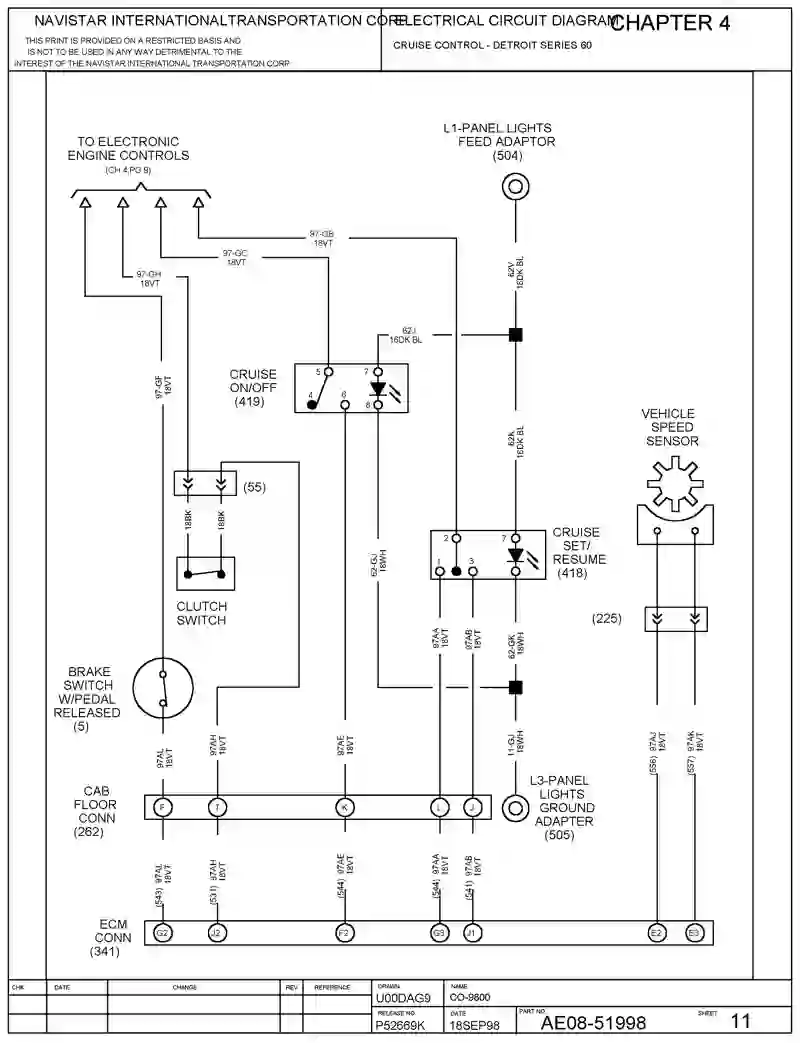 NAVISTAR INTERNATIONALTRANSPORTATION CORP
THIS PRINT IS PROVIDED ON A RESTRICTED BASIS AND
IS NOT TO BE USED IN ANY WAY DETRIMENTAL TO THE
INTEREST OF THE NAVISTAR INTERNATIONAL TRANSPORTATION CORP
ELECTRICAL CIRCUIT DIAGRAM
CHAPTER 4
CRUISE CONTROL - DETROIT SERIES 60
TO ELECTRONIC
ENGINE CONTROLS
(CH 4,PG 9)
L1-PANEL LIGHTS
FEED ADAPTOR
(504)
97-GB
18VT
97-GC
18VT
97-GH
18VT
62V
16DK BL
62J
16DK BL
97-GF
18VT
CRUISE
ON/OFF
(419)
5
7
4
6
8
62K
16DK BL
VEHICLE
SPEED
SENSOR
(55)
18BK
18BK
CLUTCH
SWITCH
62-GJ
18WH
2
7
1
3
CRUISE
SET/
RESUME
(418)
97AA
18VT
97AB
18VT
62-GK
18WH
(225)
BRAKE
SWITCH
W/PEDAL
RELEASED
(5)
97AL
18VT
97AH
18VT
97AE
18VT
11-GJ
18WH
(556) 97AJ
18VT
(557) 97AK
18VT
CAB
FLOOR
CONN
(262)
F
T
K
L
J
L3-PANEL
LIGHTS
GROUND
ADAPTER
(505)
(543) 97AL
18VT
(531) 97AH
18VT
(544) 97AE
18VT
97AA
18VT
(541) 97AB
18VT
ECM
CONN
(341)
G2
J2
F2
G3
J1
E2
E3
CHK
DATE
CHANGE
REV
REFERENCE
DRAWN
U00DAG9
NAME
CO-9800
RELEASE NO.
P52669K
DATE
18SEP98
PART NO.
AE08-51998
SHEET
11